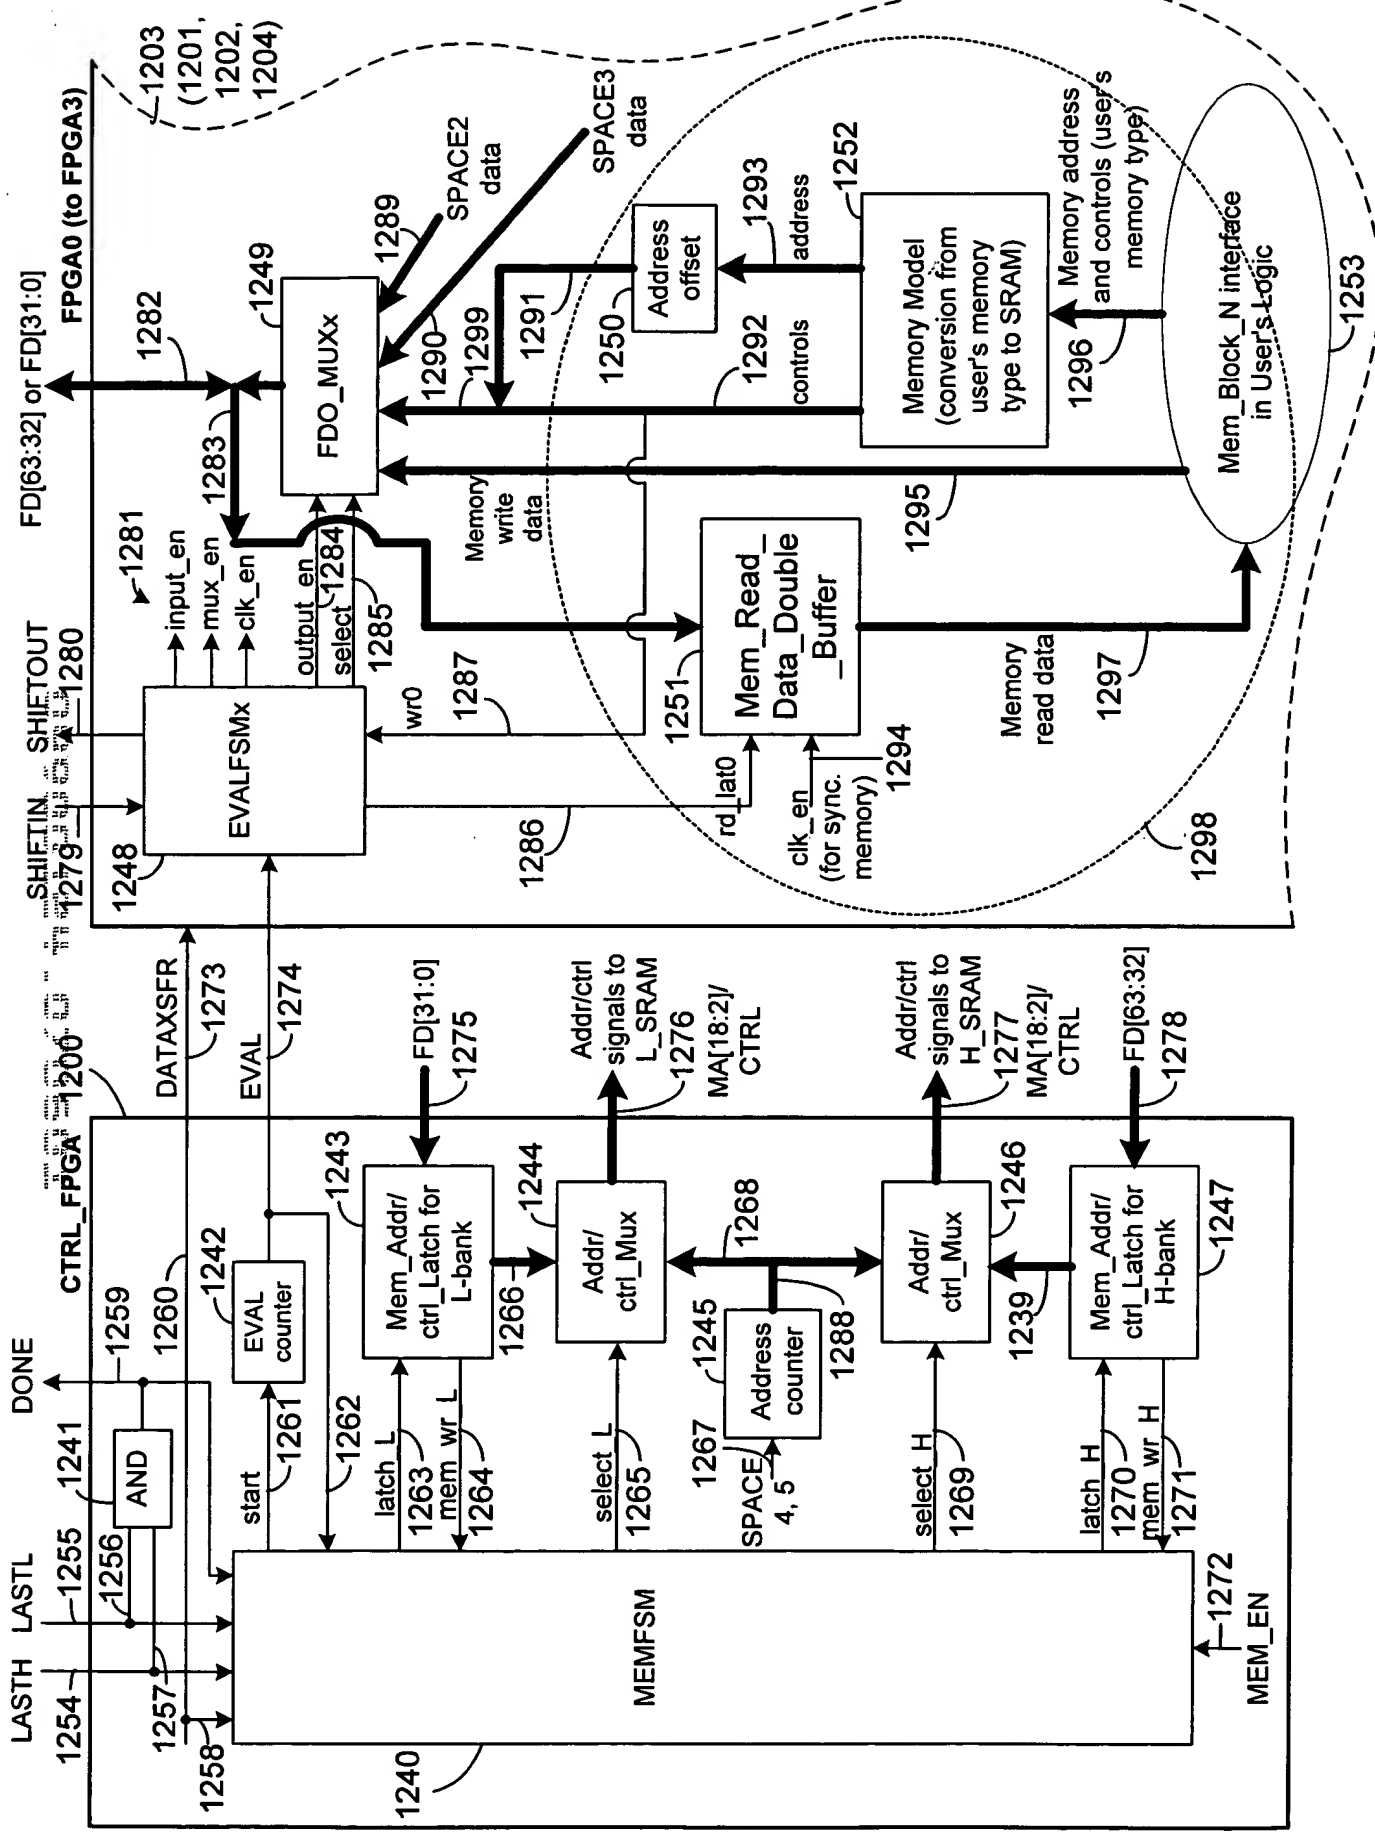 LASTH
LASTL
DONE
1254
1255
1259
CTRL_FPGA
1200
1256
1241
1257
AND
1258
1260
DATAXSFR
1273
1242
EVAL
counter
EVAL
1274
start
1261
1262
1243
Mem_Addr/
ctrl_Latch for
L-bank
FD[31:0]
1275
latch_L
1263
mem_wr_L
1264
1266
1244
Addr/
ctrl_Mux
Addr/ctrl
signals to
L_SRAM
1276
MA[18:2]/
CTRL
select_L
1265
1268
1245
Address
counter
1288
1267
SPACE
4, 5
MEMFSM
1240
1246
Addr/
ctrl_Mux
Addr/ctrl
signals to
H_SRAM
1277
MA[18:2]/
CTRL
select_H
1269
1239
Mem_Addr/
ctrl_Latch for
H-bank
1247
FD[63:32]
1278
latch_H
1270
mem_wr_H
1271
1272
MEM_EN
SHIFTIN
SHIFTOUT
1279
1280
FD[63:32] or FD[31:0]
1282
FPGA0 (to FPGA3)
1203
(1201,
1202,
1204)
1248
EVALFSMx
1281
input_en
mux_en
clk_en
1283
1249
FDO_MUXx
output_en
1284
select
1285
1289
SPACE2
data
SPACE3
data
1290
1299
1291
wr0
1287
1286
Memory
write
data
1250
Address
offset
1293
address
1292
controls
1252
Memory Model
(conversion from
user's memory
type to SRAM)
1251
Mem_Read_
Data_Double
_Buffer
rd_lat0
clk_en
(for sync.
memory)
1294
1295
1296
Memory address
and controls (user's
memory type)
Memory
read data
1297
Mem_Block_N interface
in User's Logic
1253
1298